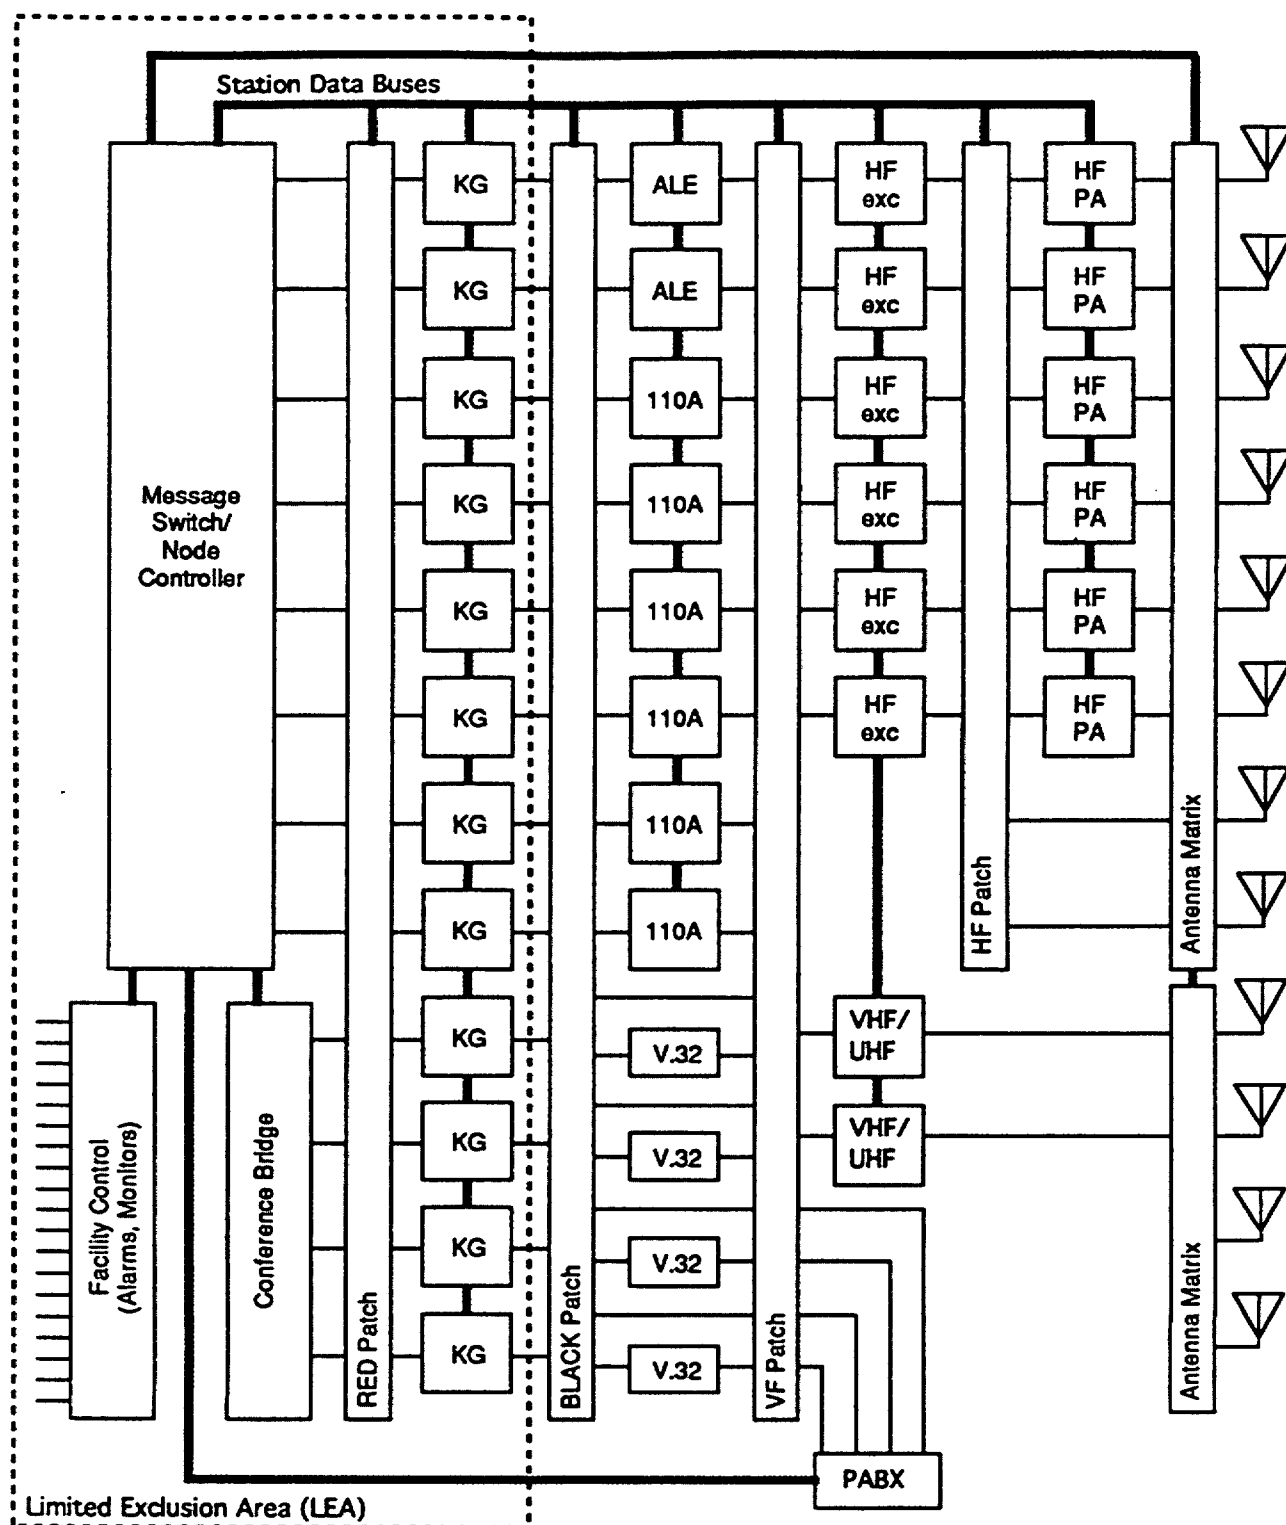 Station Data Buses
KG
ALE
HF
exc
HF
PA
KG
ALE
HF
exc
HF
PA
KG
110A
HF
exc
HF
PA
Message
Switch/
Node
Controller
KG
110A
HF
exc
HF
PA
KG
110A
HF
exc
HF
PA
KG
110A
HF
exc
HF
PA
KG
110A
KG
110A
HF Patch
Antenna Matrix
Facility Control
(Alarms, Monitors)
Conference Bridge
RED Patch
KG
BLACK Patch
V.32
VF Patch
VHF/
UHF
Antenna Matrix
KG
V.32
VHF/
UHF
KG
V.32
KG
V.32
PABX
Limited Exclusion Area (LEA)